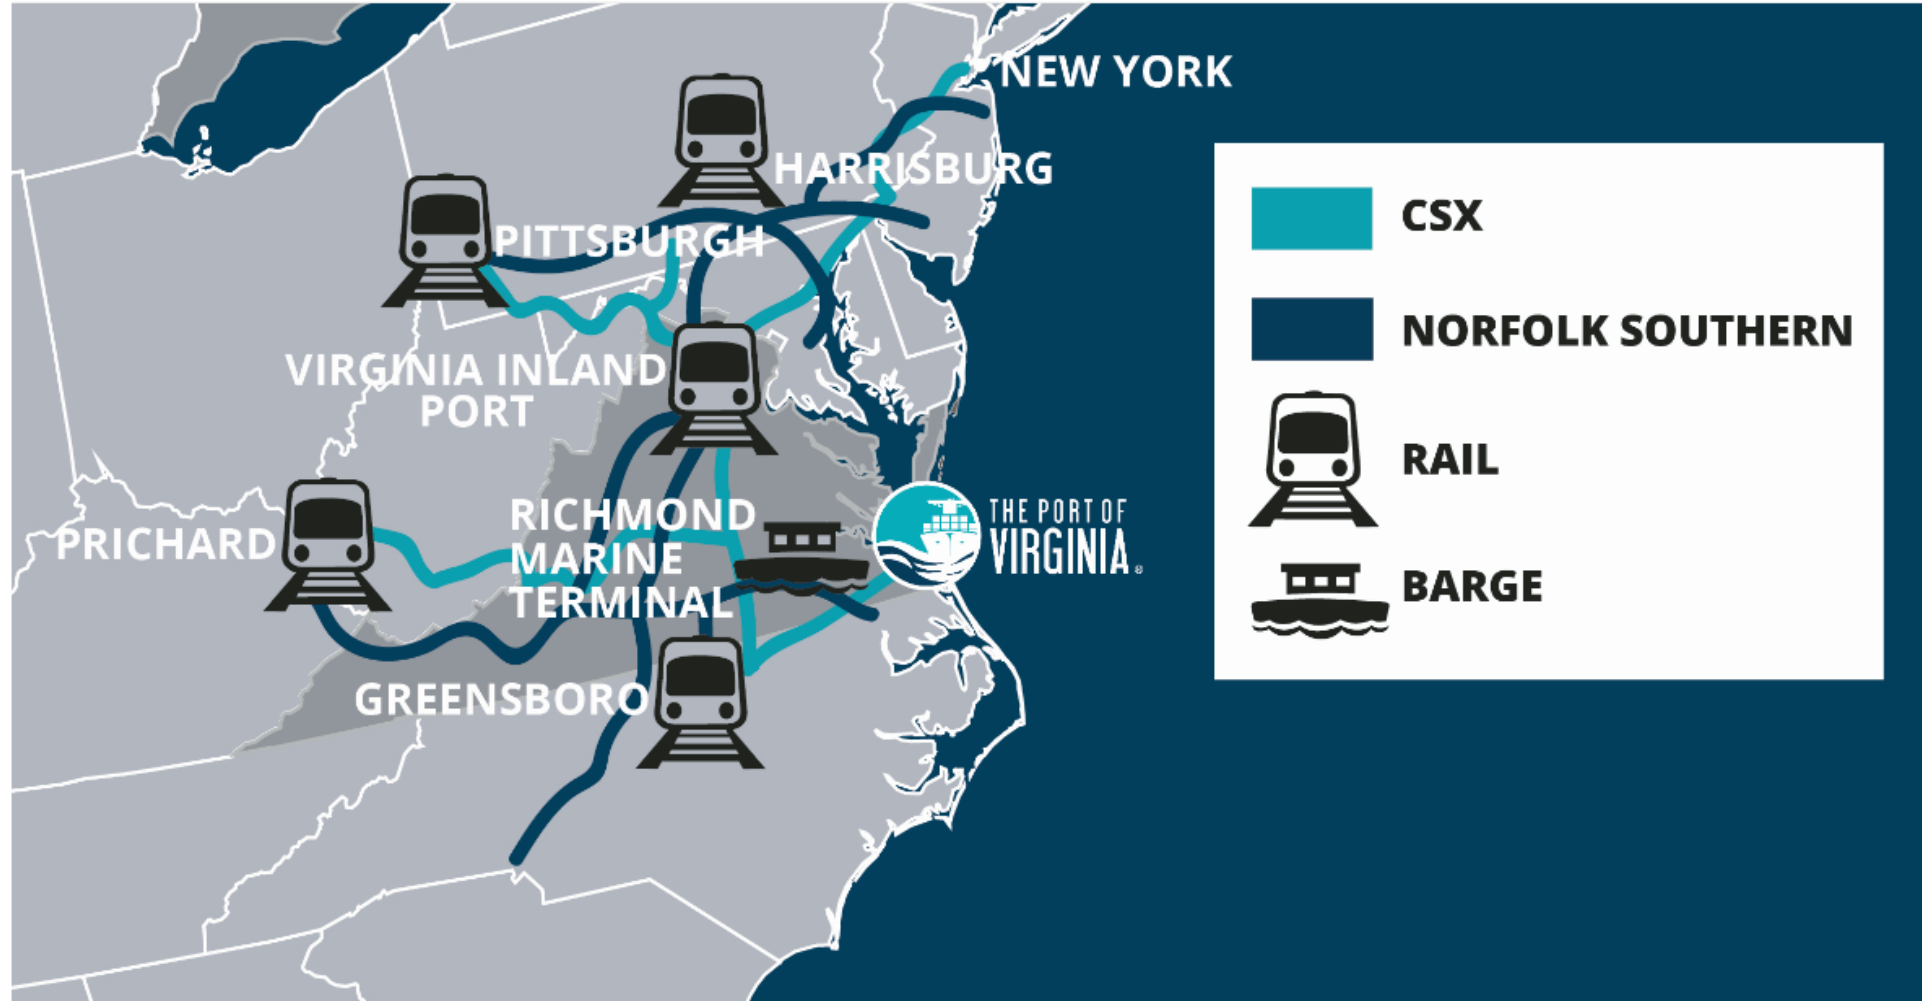 NEW YORK
HARRISBURG
PITTSBURGH
VIRGINIA INLAND
PORT
PRICHARD
RICHMOND
MARINE
TERMINAL
THE PORT OF
VIRGINIA®
GREENSBORO
CSX
NORFOLK SOUTHERN
RAIL
BARGE